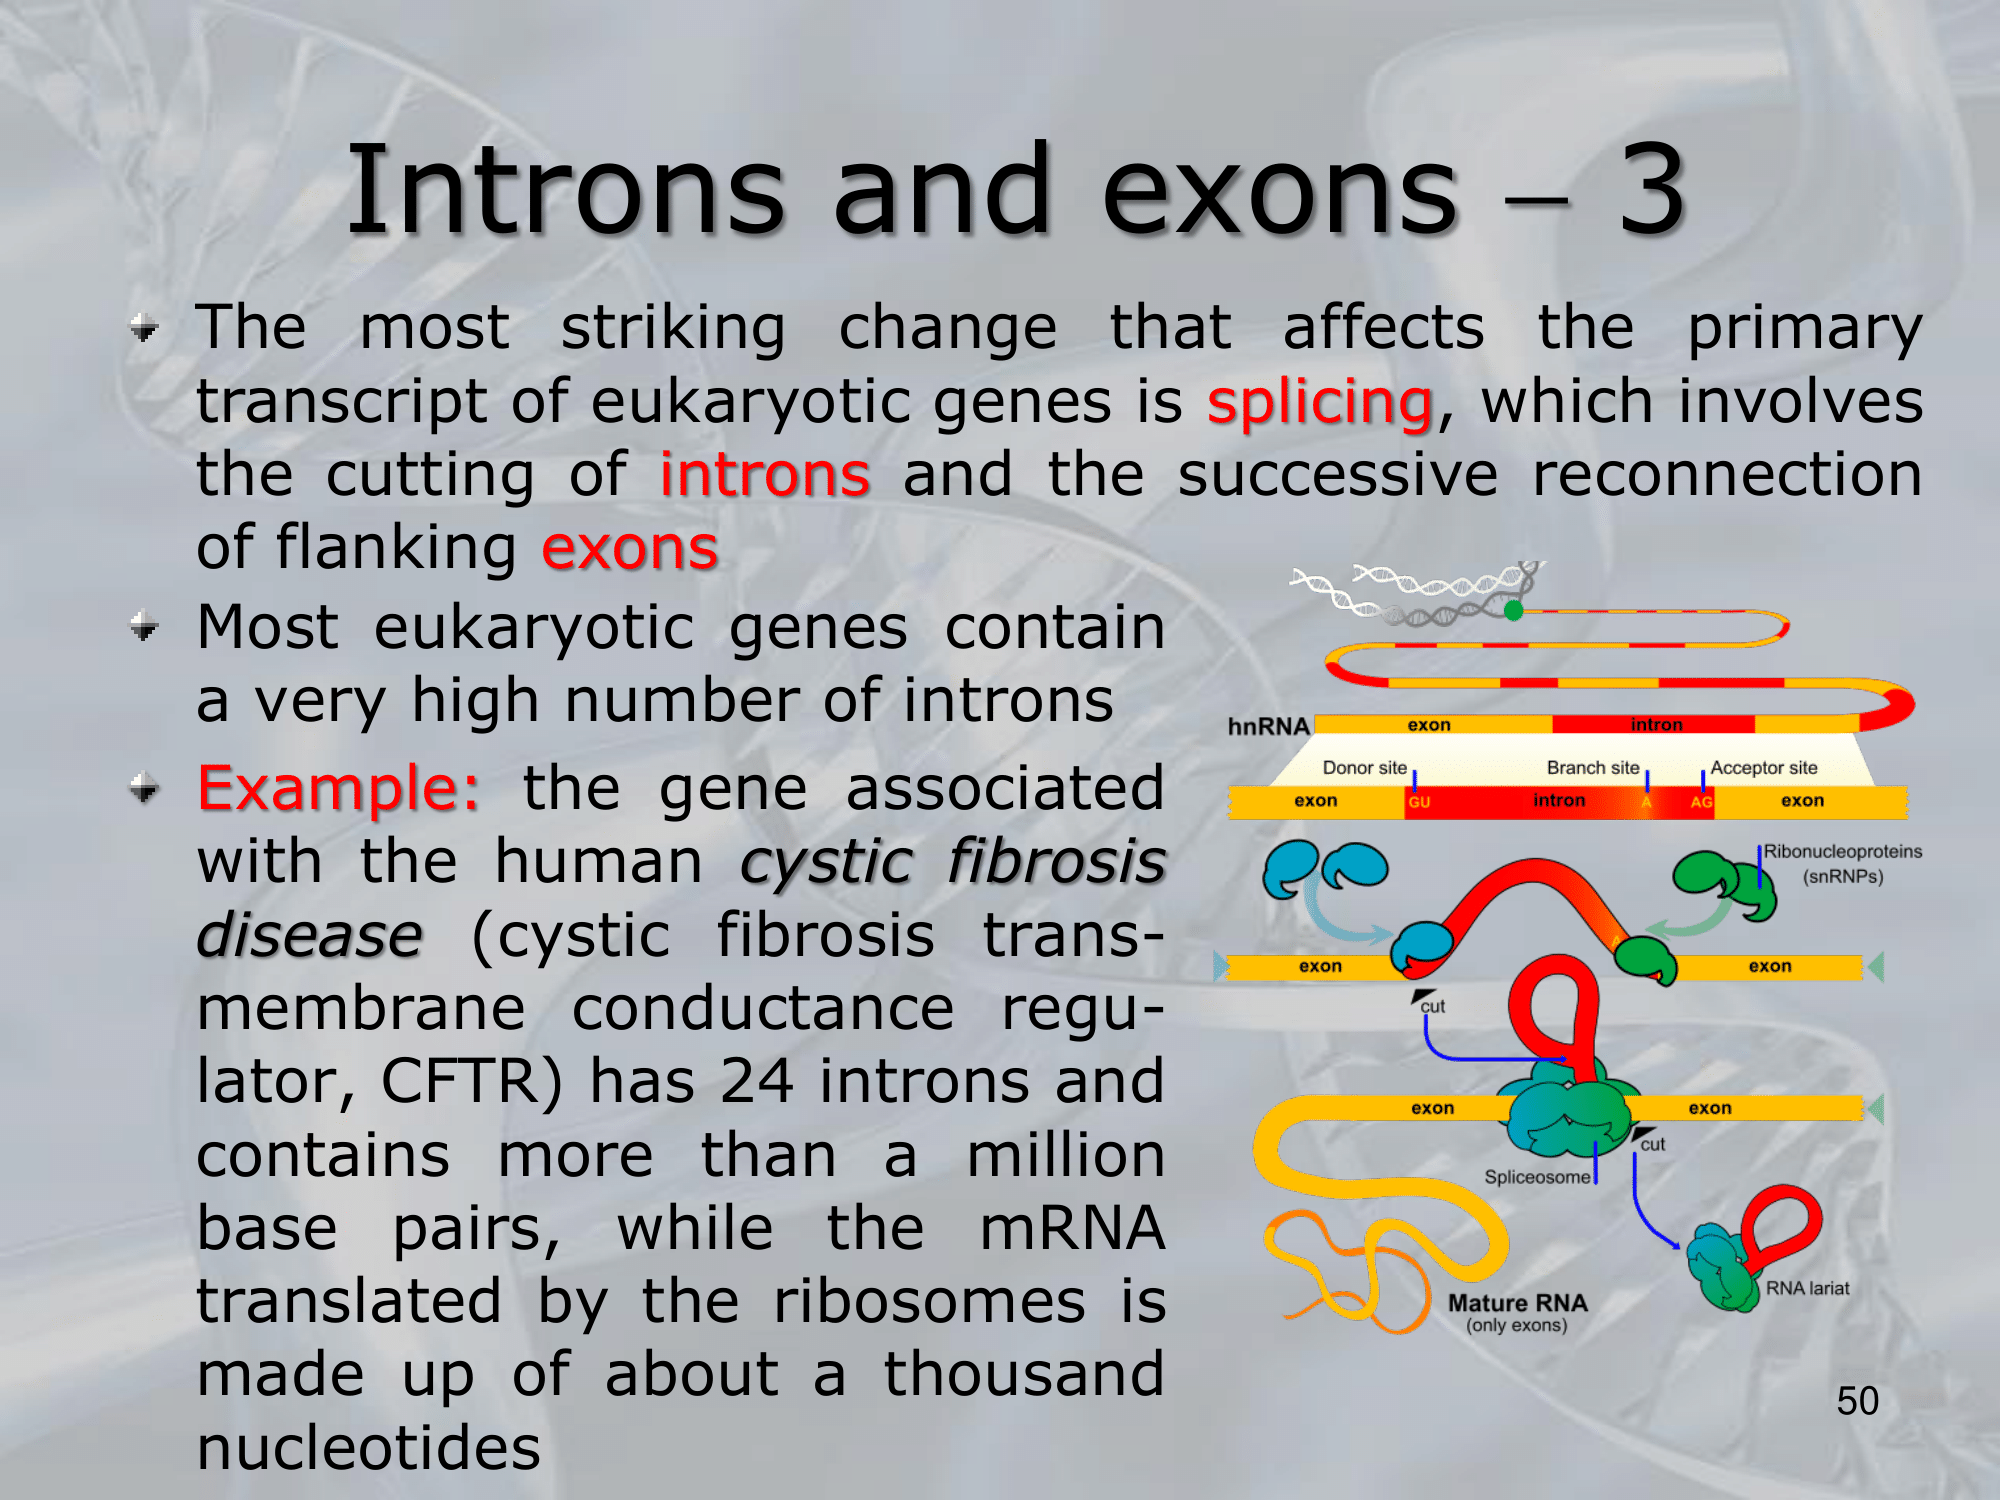 Introns and exons – 3
The most striking change that affects the primary
transcript of eukaryotic genes is splicing, which involves
the cutting of introns and the successive reconnection
of flanking exons
Most eukaryotic genes contain
a very high number of introns
Example: the gene associated
with the human cystic fibrosis
disease (cystic fibrosis trans-
membrane conductance regu-
lator, CFTR) has 24 introns and
contains more than a million
base pairs, while the mRNA
translated by the ribosomes is
made up of about a thousand
nucleotides
hnRNA exon intron
Donor site Branch site Acceptor site
exon GU intron A AG exon
Ribonucleoproteins
(snRNPs)
A
exon exon
cut
exon exon
cut
Spliceosome
RNA lariat
Mature RNA
(only exons)
50